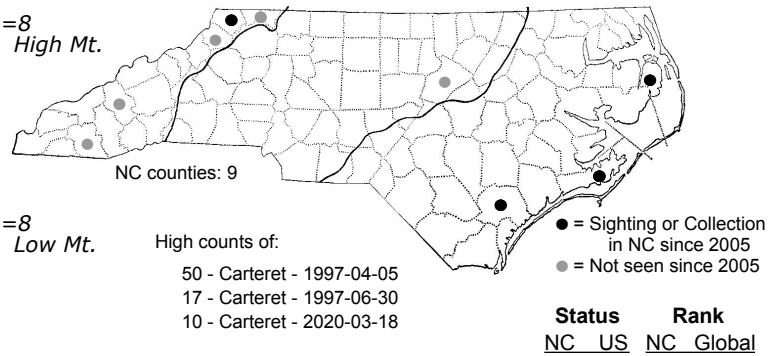 =8
High Mt.
NC counties: 9
=8
Low Mt.
High counts of:
50 - Carteret - 1997-04-05
17 - Carteret - 1997-06-30
10 - Carteret - 2020-03-18
● = Sighting or Collection
in NC since 2005
● = Not seen since 2005
Status Rank
NC US NC Global